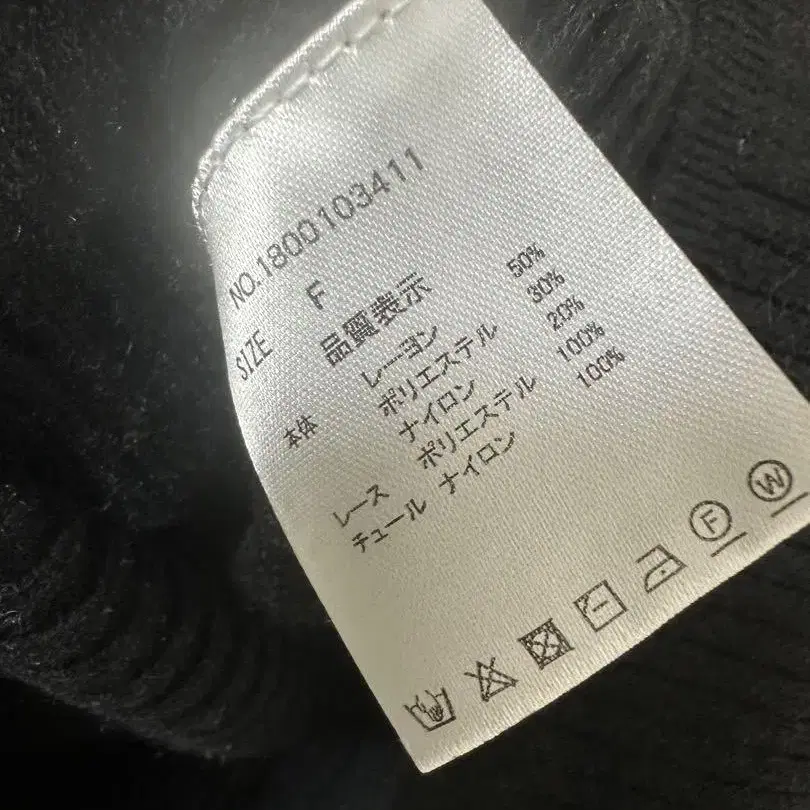 NO.1800103411
SIZE F
品質表示
本体 レーヨン 50%
ポリエステル 30%
ナイロン 20%
レース ポリエステル 100%
チュール ナイロン 100%
F W